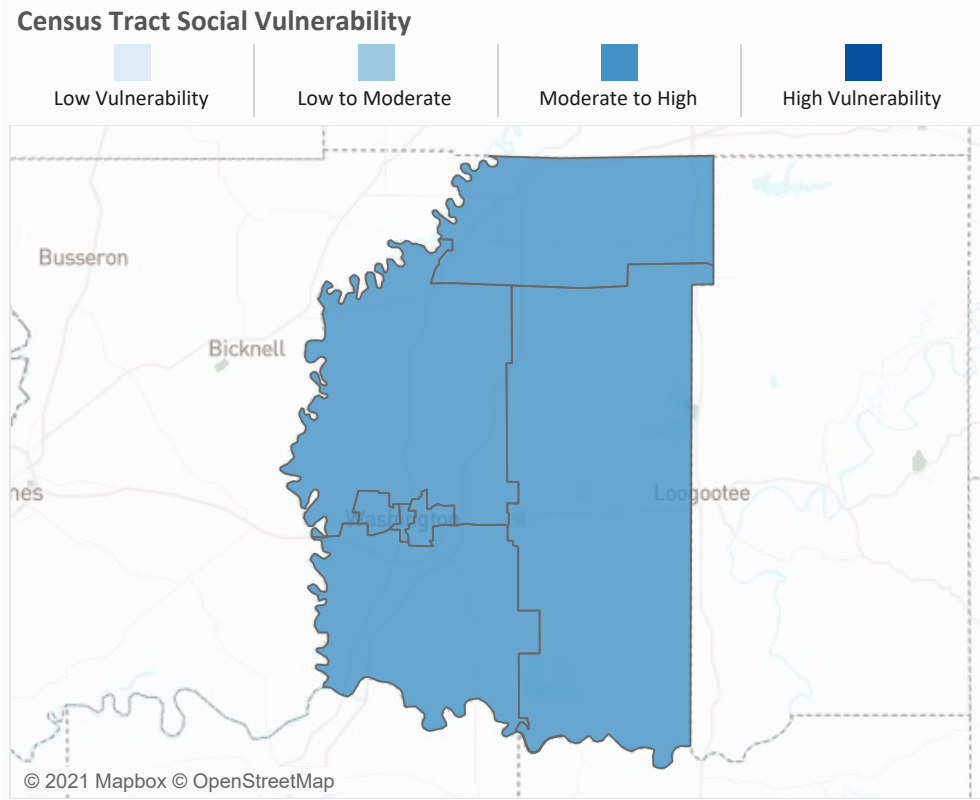 Census Tract Social Vulnerability
Low Vulnerability
Low to Moderate
Moderate to High
High Vulnerability
Busseron
Bicknell
nes
Loogootee
Washington
© 2021 Mapbox © OpenStreetMap